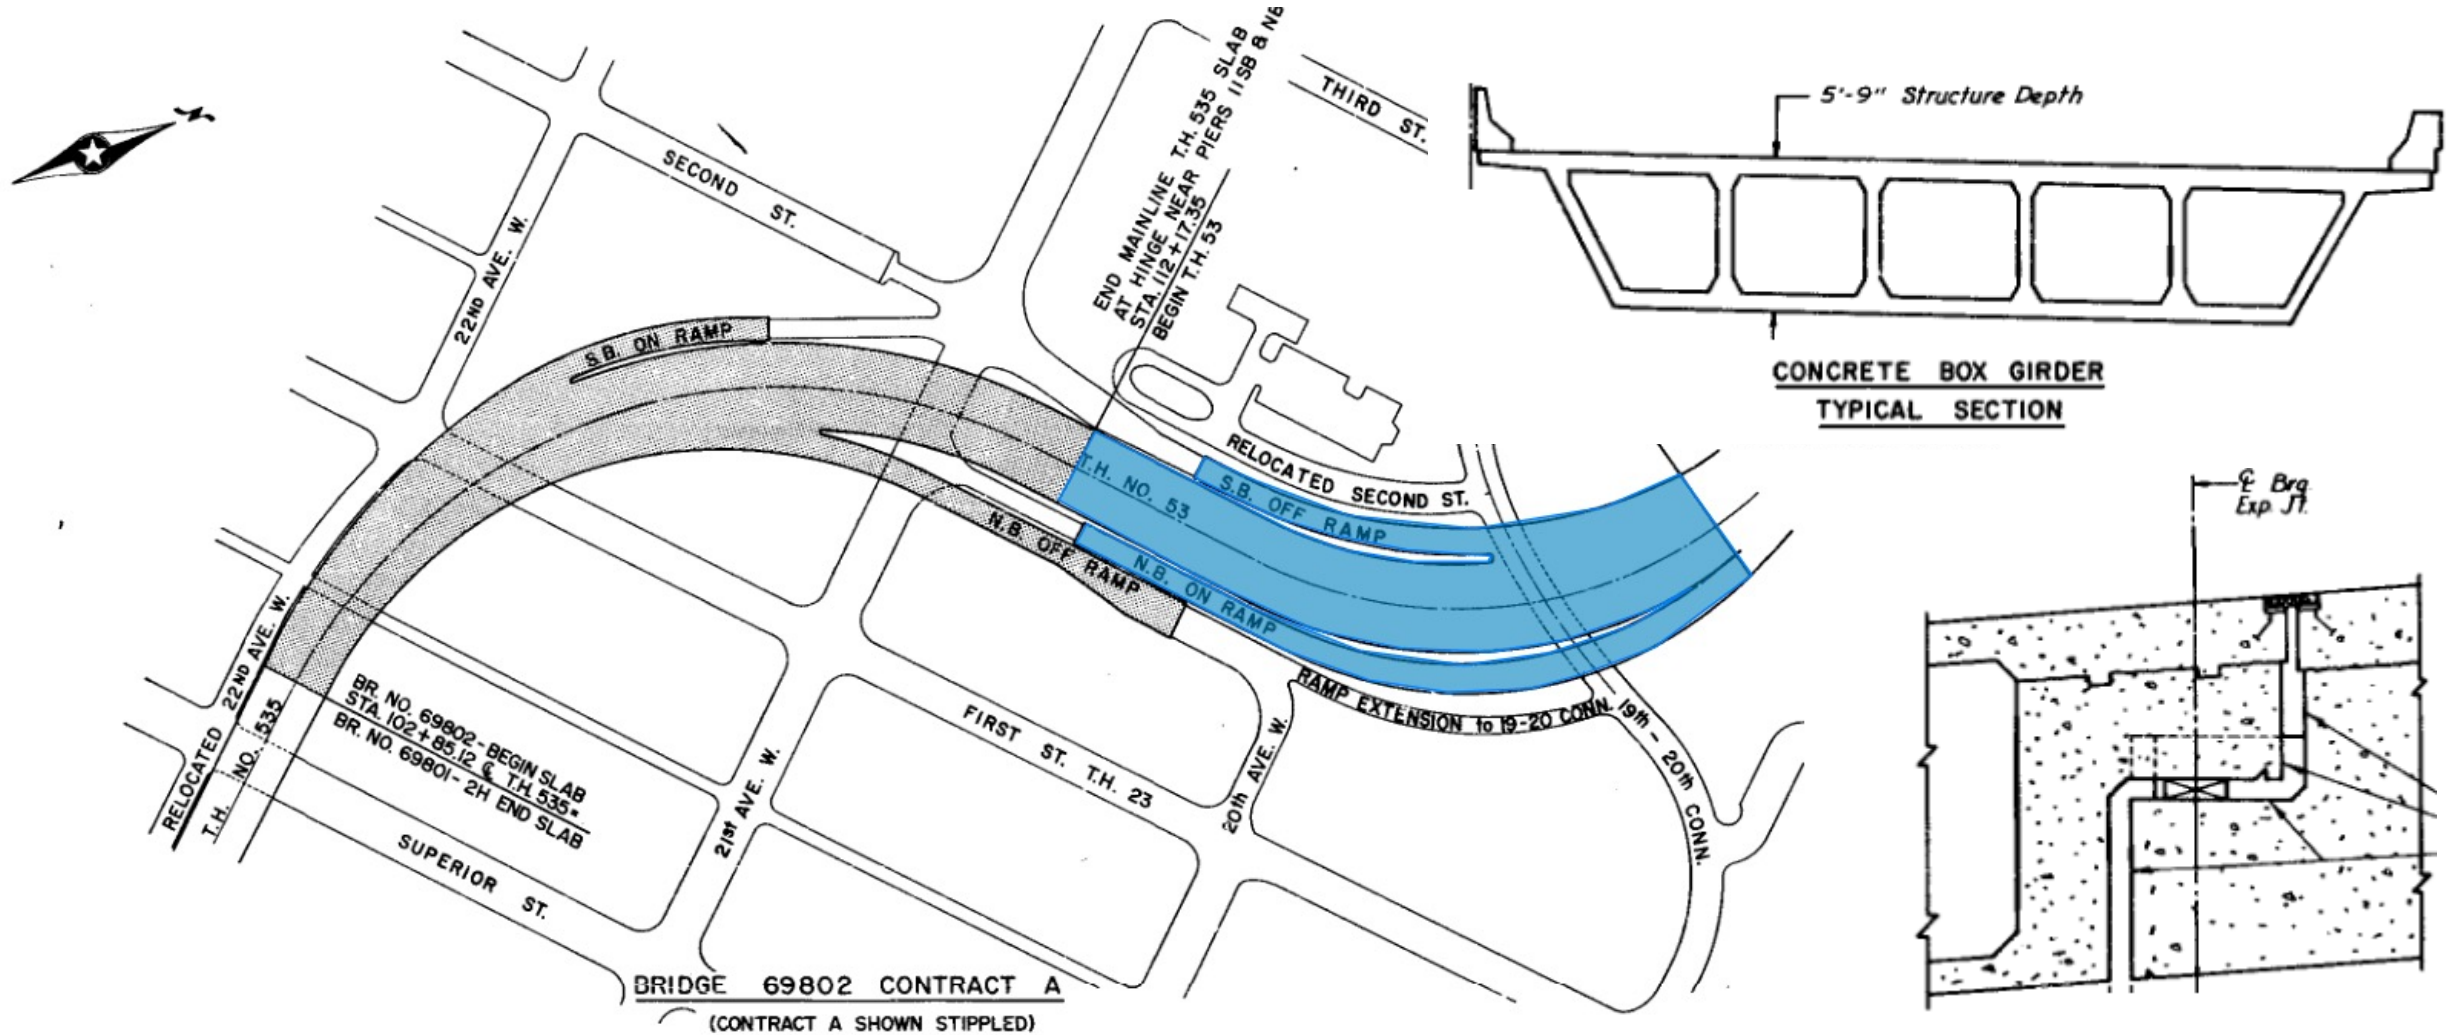 SECOND ST.
22ND AVE. W.
S.B. ON RAMP
END MAINLINE T.H. 535 SLAB
AT HINGE NEAR PIERS 11SB & NB
STA. 112+17.35
BEGIN T.H. 53
THIRD ST.
5'-9" Structure Depth
CONCRETE BOX GIRDER
TYPICAL SECTION
RELOCATED SECOND ST.
T.H. NO. 53
S.B. OFF RAMP
N.B. OFF RAMP
N.B. ON RAMP
RAMP EXTENSION to 19-20 CONN.
19th - 20th CONN.
RELOCATED 22ND AVE. W.
T.H. NO. 535
BR. NO. 69802-BEGIN SLAB
STA. 102+85.12 ℄ T.H. 535=
BR. NO. 69801-2H END SLAB
SUPERIOR ST.
21st AVE. W.
FIRST ST. T.H. 23
20th AVE. W.
℄ Brg.
Exp. JT.
BRIDGE 69802 CONTRACT A
(CONTRACT A SHOWN STIPPLED)